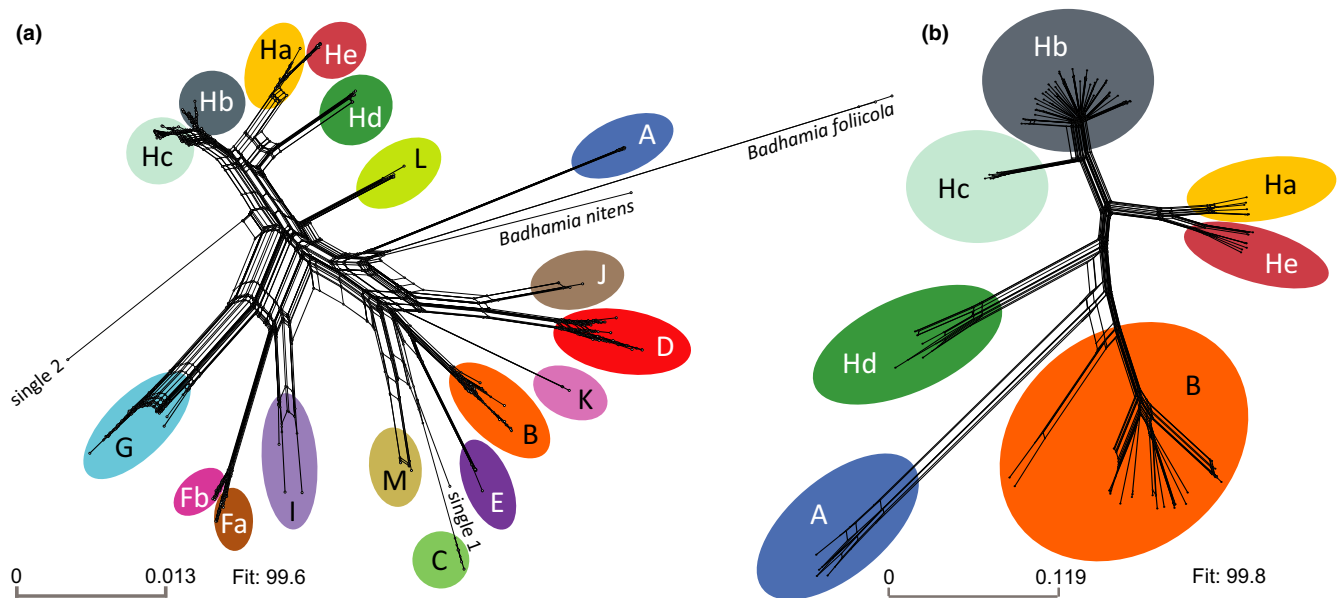 (a)
Ha
He
Hb
Hd
Hc
L
A
Badhamia foliicola
Badhamia nitens
J
D
K
B
E
M
single 1
C
single 2
G
Fb
Fa
I
0
0.013
Fit: 99.6
(b)
Hb
Hc
Ha
He
Hd
B
A
0
0.119
Fit: 99.8